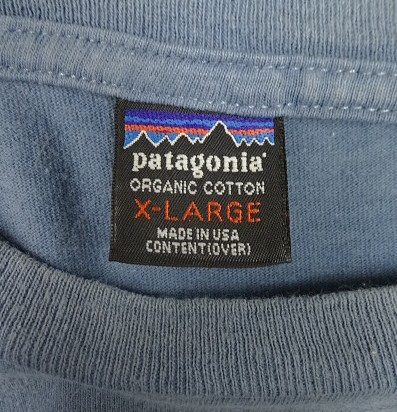 patagonia®
ORGANIC COTTON
X-LARGE
MADE IN USA
CONTENT(OVER)